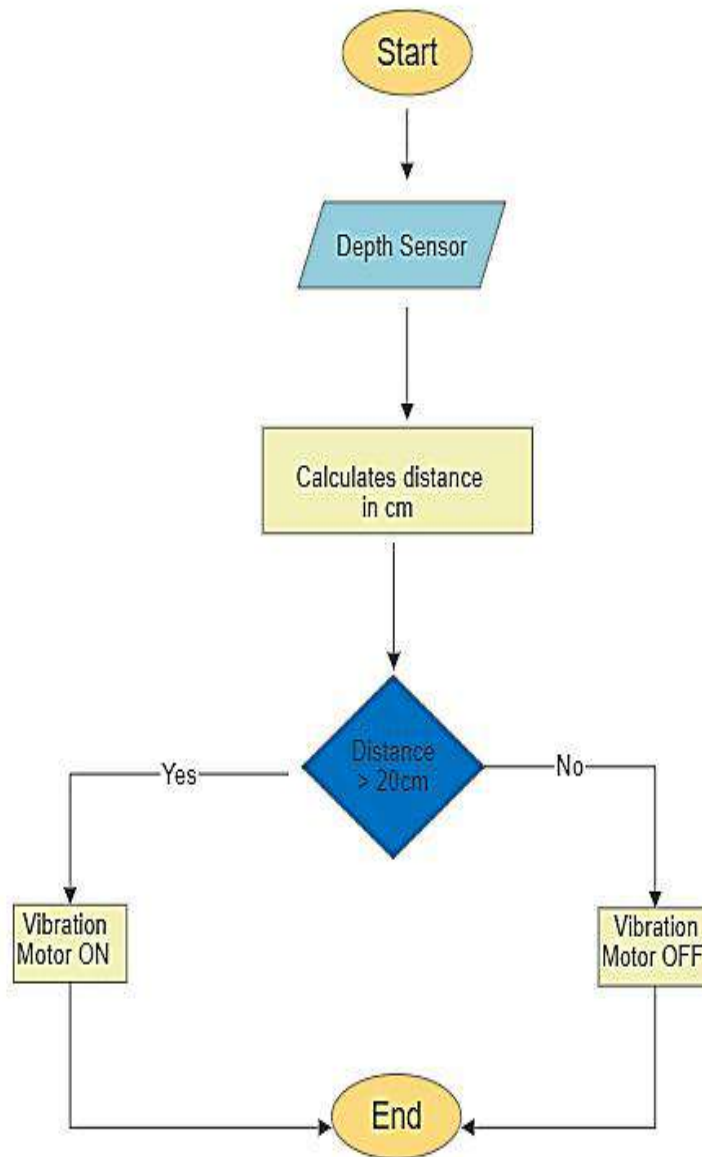 Start
Depth Sensor
Calculates distance
in cm
Distance
> 20cm
Yes
No
Vibration
Motor ON
Vibration
Motor OFF
End